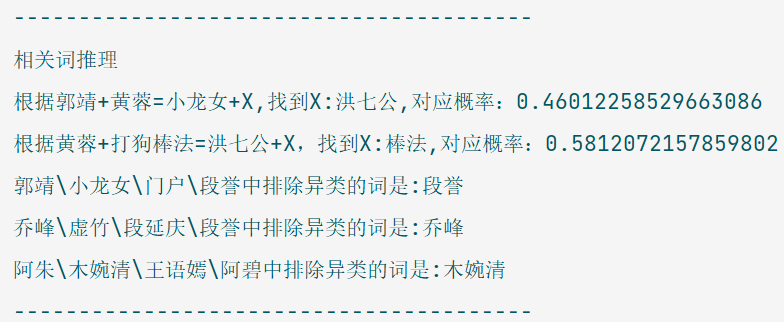 ----------------------------------------
相关词推理
根据郭靖+黄蓉=小龙女+X,找到X:洪七公,对应概率：0.46012258529663086
根据黄蓉+打狗棒法=洪七公+X，找到X:棒法,对应概率：0.5812072157859802
郭靖\小龙女\门户\段誉中排除异类的词是:段誉
乔峰\虚竹\段延庆\段誉中排除异类的词是:乔峰
阿朱\木婉清\王语嫣\阿碧中排除异类的词是:木婉清
----------------------------------------